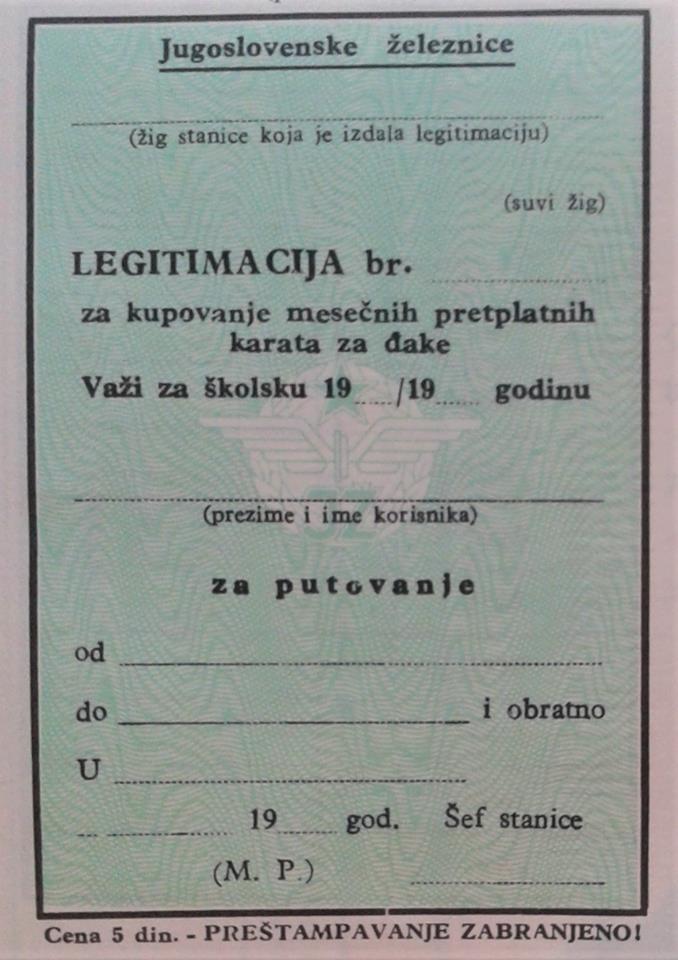 Jugoslovenske železnice
(žig stanice koja je izdala legitimaciju)
(suvi žig)
LEGITIMACIJA br.
za kupovanje mesečnih pretplatnih
karata za đake
Važi za školsku 19 /19 godinu
JŽ
(prezime i ime korisnika)
za putovanje
od
do i obratno
U
19 god. Šef stanice
(M. P.)
Cena 5 din. - PREŠTAMPAVANJE ZABRANJENO!